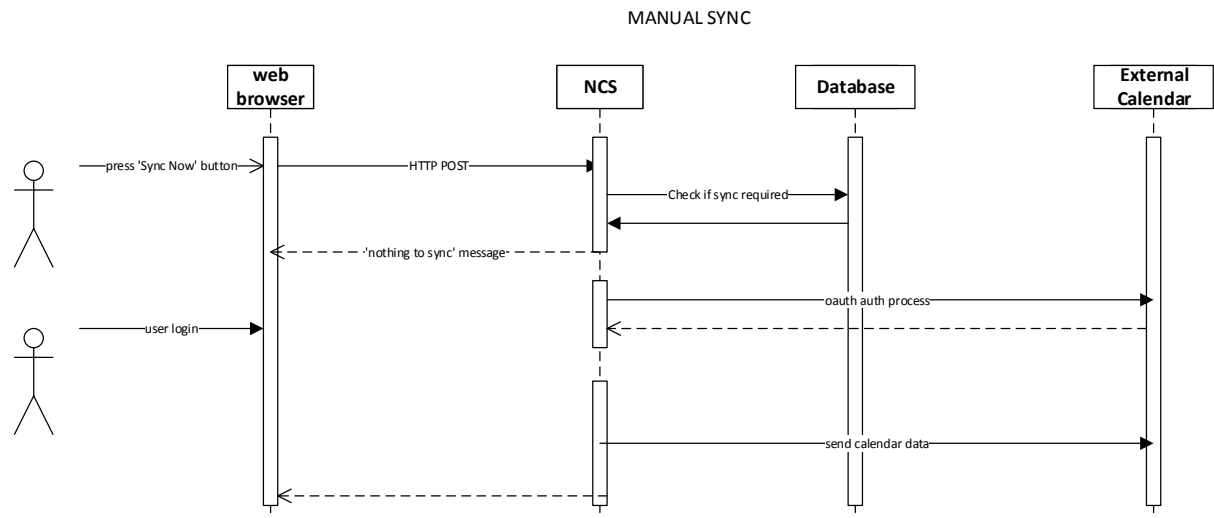 MANUAL SYNC
web
browser
NCS
Database
External
Calendar
press 'Sync Now' button
HTTP POST
Check if sync required
'nothing to sync' message
oauth auth process
user login
send calendar data